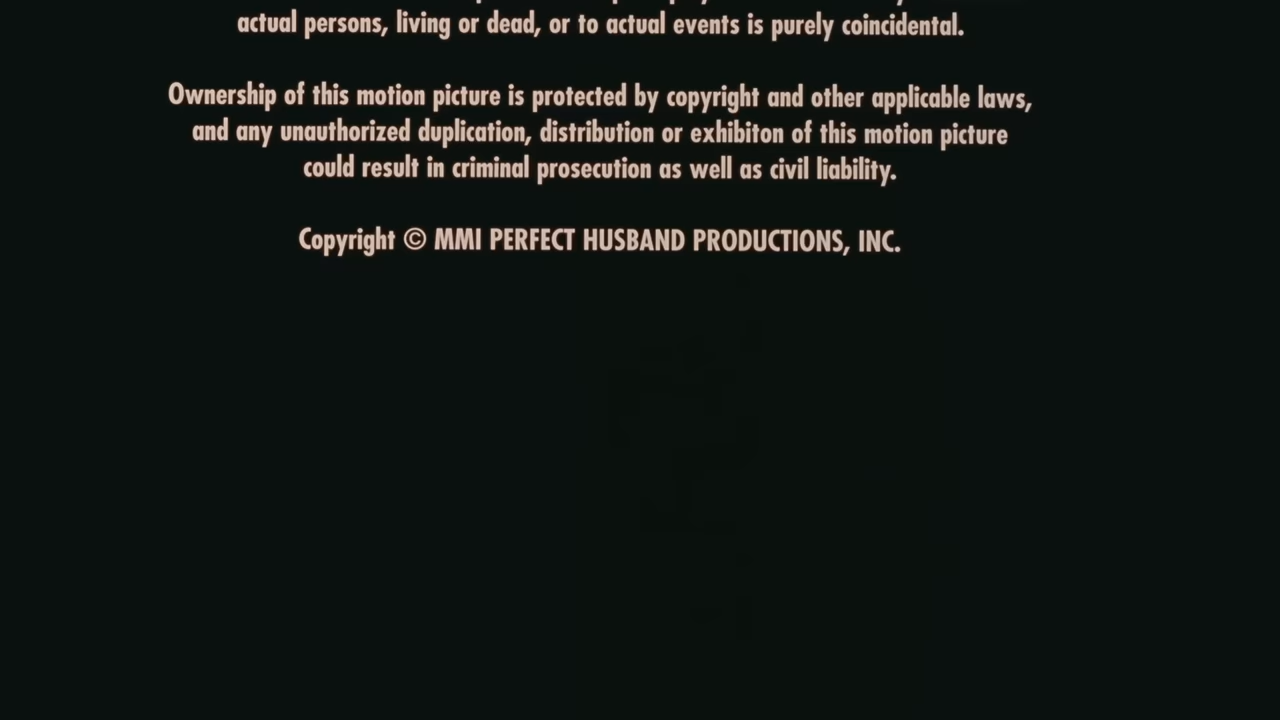 actual persons, living or dead, or to actual events is purely coincidental.
Ownership of this motion picture is protected by copyright and other applicable laws,
and any unauthorized duplication, distribution or exhibiton of this motion picture
could result in criminal prosecution as well as civil liability.
Copyright © MMI PERFECT HUSBAND PRODUCTIONS, INC.